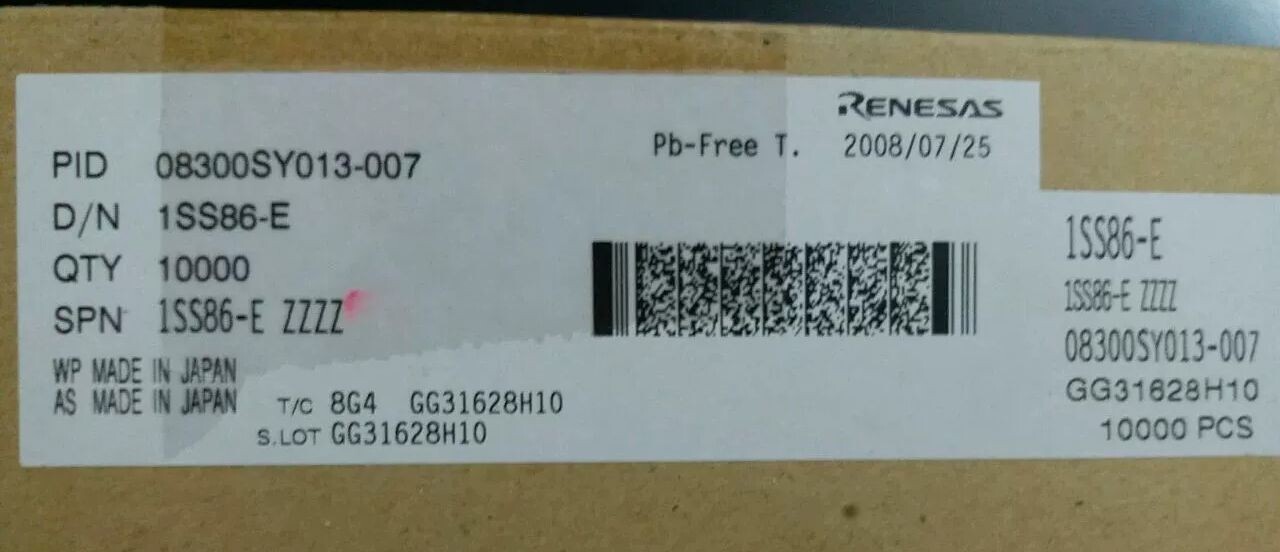 RENESAS
Pb-Free T. 2008/07/25
PID 08300SY013-007
D/N 1SS86-E
QTY 10000
SPN 1SS86-E ZZZZ
WP MADE IN JAPAN
AS MADE IN JAPAN
T/C 8G4 GG31628H10
S.LOT GG31628H10
1SS86-E
1SS86-E ZZZZ
08300SY013-007
GG31628H10
10000 PCS